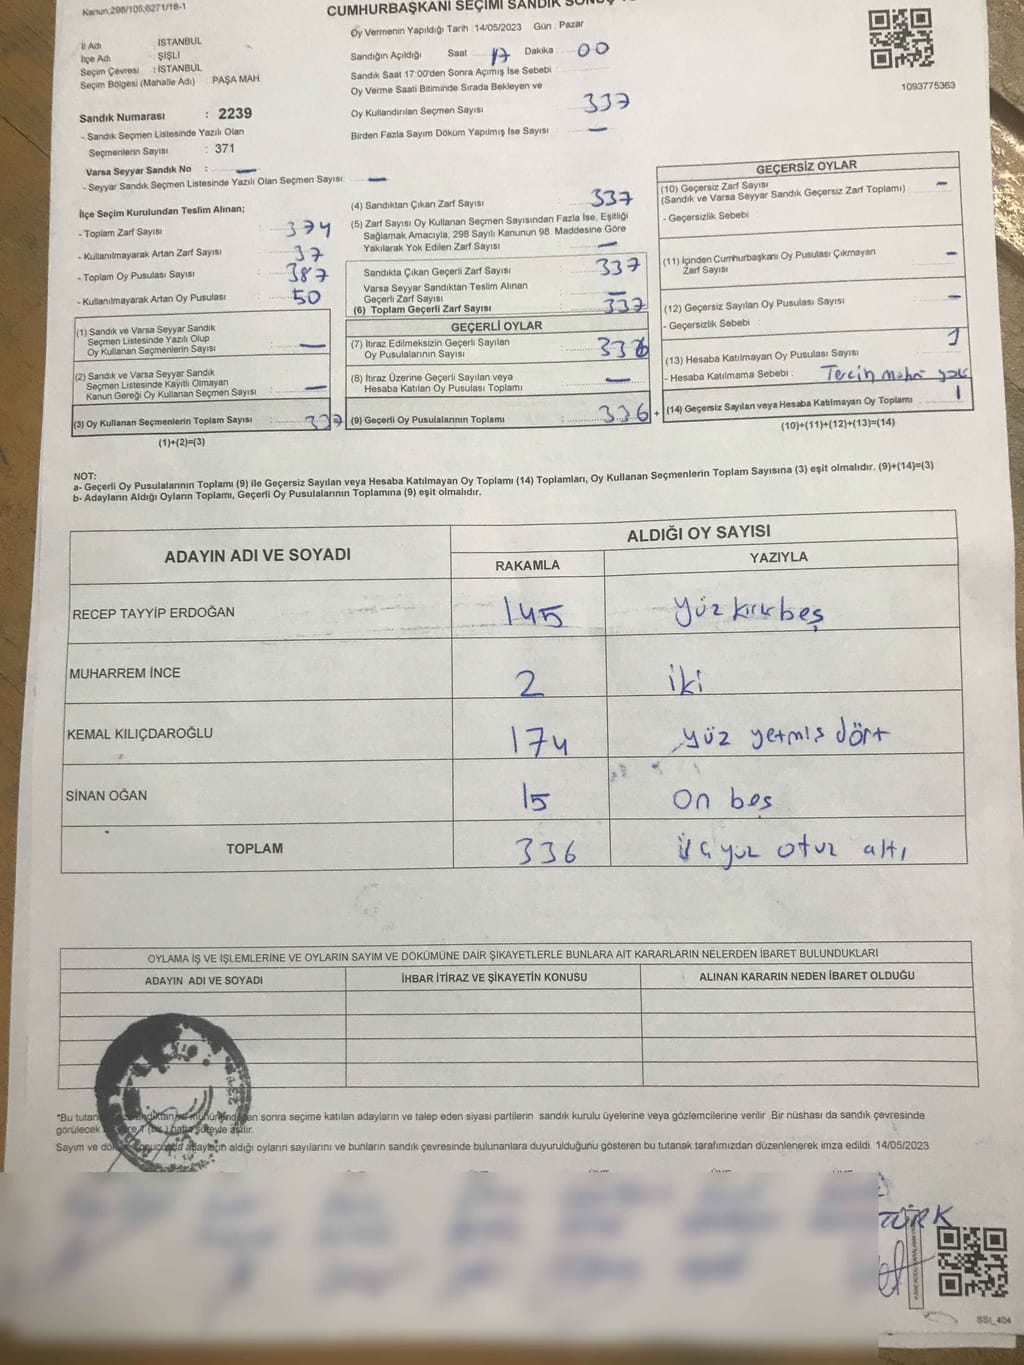 Kanun,298/105,6271/18-1
CUMHURBAŞKANI SEÇİMİ SANDIK
Oy Vermenin Yapıldığı Tarih : 14/05/2023 Gün : Pazar
İl Adı İSTANBUL
İlçe Adı : ŞİŞLİ
Seçim Çevresi : İSTANBUL
Seçim Bölgesi (Mahalle Adı) PAŞA MAH.
Sandığın Açıldığı Saat 17 Dakika 00
Sandık Saat 17:00'den Sonra Açımış İse Sebebi
Oy Verme Saati Bitiminde Sırada Bekleyen ve
Oy Kullandırılan Seçmen Sayısı 337
Birden Fazla Sayım Döküm Yapılmış İse Sayısı —
1093775363
Sandık Numarası : 2239
- Sandık Seçmen Listesinde Yazılı Olan
Seçmenlerin Sayısı : 371
Varsa Seyyar Sandık No : —
- Seyyar Sandık Seçmen Listesinde Yazılı Olan Seçmen Sayısı: —
İlçe Seçim Kurulundan Teslim Alınan;
- Toplam Zarf Sayısı : 374
- Kullanılmayarak Artan Zarf Sayısı : 37
- Toplam Oy Pusulası Sayısı : 387
- Kullanılmayarak Artan Oy Pusulası : 50
(1) Sandık ve Varsa Seyyar Sandık
Seçmen Listesinde Yazılı Olup
Oy Kullanan Seçmenlerin Sayısı : —
(2) Sandık ve Varsa Seyyar Sandık
Seçmen Listesinde Kayıtlı Olmayan
Kanun Gereği Oy Kullanan Seçmen Sayısı : —
(3) Oy Kullanan Seçmenlerin Toplam Sayısı : 337
(1)+(2)=(3)
(4) Sandıktan Çıkan Zarf Sayısı : 337
(5) Zarf Sayısı Oy Kullanan Seçmen Sayısından Fazla İse, Eşitliği
Sağlamak Amacıyla, 298 Sayılı Kanunun 98. Maddesine Göre
Yakılarak Yok Edilen Zarf Sayısı : —
Sandıkta Çıkan Geçerli Zarf Sayısı : 337
Varsa Seyyar Sandıktan Teslim Alınan
Geçerli Zarf Sayısı : —
(6) Toplam Geçerli Zarf Sayısı : 337
GEÇERLİ OYLAR
(7) İtiraz Edilmeksizin Geçerli Sayılan
Oy Pusulalarının Sayısı : 336
(8) İtiraz Üzerine Geçerli Sayılan veya
Hesaba Katılan Oy Pusulası Toplamı : —
(9) Geçerli Oy Pusulalarının Toplamı : 336 +
GEÇERSİZ OYLAR
(10) Geçersiz Zarf Sayısı
(Sandık ve Varsa Seyyar Sandık Geçersiz Zarf Toplamı) : —
- Geçersizlik Sebebi :
(11) İçinden Cumhurbaşkanı Oy Pusulası Çıkmayan
Zarf Sayısı : —
(12) Geçersiz Sayılan Oy Pusulası Sayısı : —
- Geçersizlik Sebebi :
(13) Hesaba Katılmayan Oy Pusulası Sayısı : 1
- Hesaba Katılmama Sebebi : Tercih mührü yok
(14) Geçersiz Sayılan veya Hesaba Katılmayan Oy Toplamı 1
(10)+(11)+(12)+(13)=(14)
NOT:
a- Geçerli Oy Pusulalarının Toplamı (9) ile Geçersiz Sayılan veya Hesaba Katılmayan Oy Toplamı (14) Toplamları, Oy Kullanan Seçmenlerin Toplam Sayısına (3) eşit olmalıdır. (9)+(14)=(3)
b- Adayların Aldığı Oyların Toplamı, Geçerli Oy Pusulalarının Toplamına (9) eşit olmalıdır.
ADAYIN ADI VE SOYADI ALDIĞI OY SAYISI
RAKAMLA YAZIYLA
RECEP TAYYİP ERDOĞAN 145 yüz kırk beş
MUHARREM İNCE 2 iki
KEMAL KILIÇDAROĞLU 174 yüz yetmiş dört
SİNAN OĞAN 15 On beş
TOPLAM 336 üçyüz otuz altı
OYLAMA İŞ VE İŞLEMLERİNE VE OYLARIN SAYIM VE DÖKÜMÜNE DAİR ŞİKAYETLERLE BUNLARA AİT KARARLARIN NELERDEN İBARET BULUNDUKLARI
ADAYIN ADI VE SOYADI İHBAR İTİRAZ VE ŞİKAYETİN KONUSU ALINAN KARARIN NEDEN İBARET OLDUĞU
*Bu tutan sonra seçime katılan adayların ve talep eden siyasi partilerin sandık kurulu üyelerine veya gözlemcilerine verilir. Bir nüshası da sandık çevresinde
görülecek yere 1 (bir) hafta süreyle asılır.
Sayım ve döküm sonucunda adayların aldığı oyların sayılarını ve bunların sandık çevresinde bulunanlara duyurulduğunu gösteren bu tutanak tarafımızdan düzenlenerek imza edildi. 14/05/2023
TÜRK
SSI_404